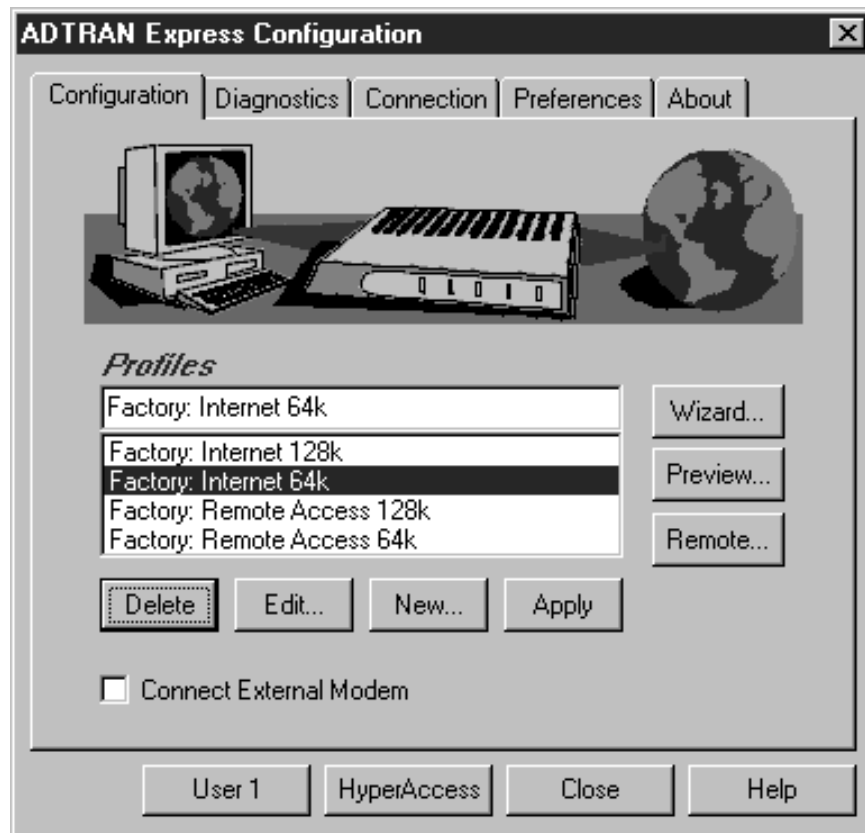 ADTRAN Express Configuration
Configuration Diagnostics Connection Preferences About
Profiles
Factory: Internet 64k
Wizard...
Factory: Internet 128k
Factory: Internet 64k
Factory: Remote Access 128k
Factory: Remote Access 64k
Preview...
Remote...
Delete Edit... New... Apply
Connect External Modem
User 1 HyperAccess Close Help